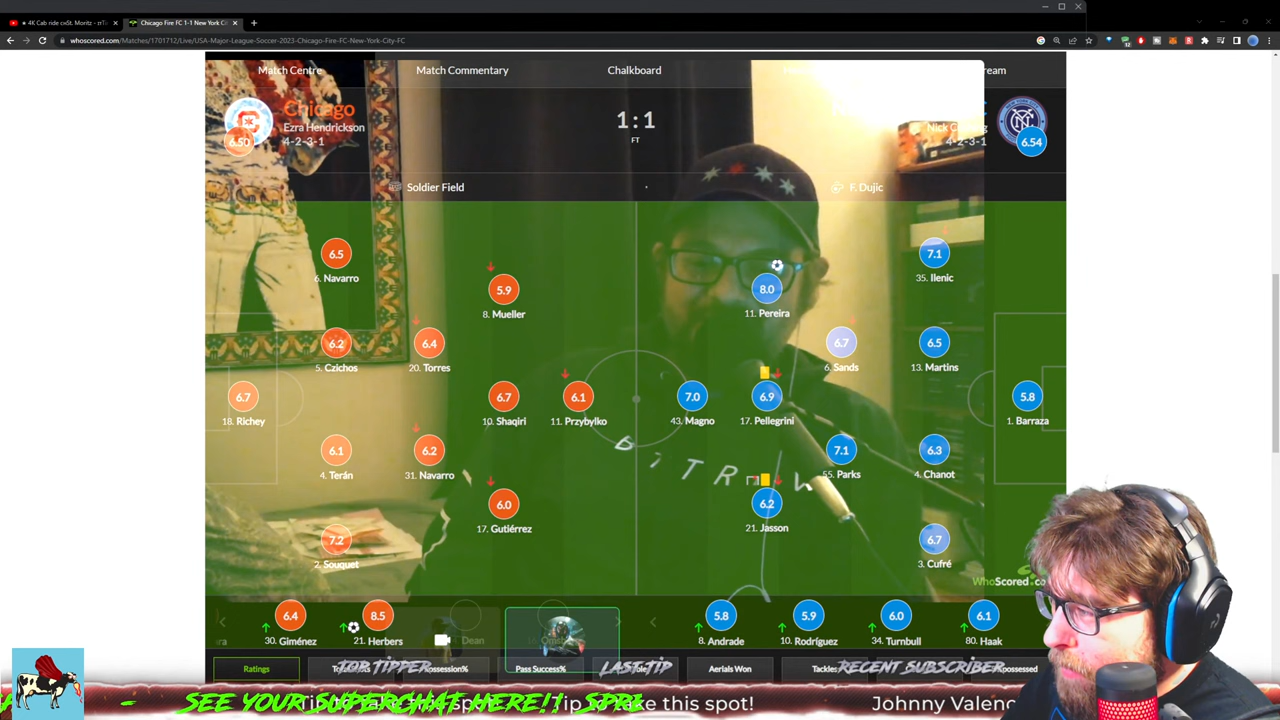 4K Cab ride
Chicago Fire FC 1-1 New York Ci
whoscored.com/Matches/1701712/Live/USA-Major-League-Soccer-2023-Chicago-Fire-FC-New-York-City-FC
Match Centre Match Commentary Chalkboard
Chicago
Ezra Hendrickson
4-2-3-1
6.50
1 : 1
FT
Nick
4-2-3-1
6.54
Soldier Field
F. Dujic
6.5
6. Navarro
5.9
8. Mueller
8.0
11. Pereira
7.1
35. Ilenic
6.2
5. Czichos
6.4
20. Torres
6.7
6. Sands
6.5
13. Martins
6.7
18. Richey
6.7
10. Shaqiri
6.1
11. Przybylko
7.0
43. Magno
6.9
17. Pellegrini
5.8
1. Barraza
6.1
4. Terán
6.2
31. Navarro
7.1
55. Parks
6.3
4. Chanot
6.0
17. Gutiérrez
6.2
21. Jasson
7.2
2. Souquet
6.7
3. Cufré
WhoScored.co
6.4
30. Giménez
8.5
21. Herbers
Dean
5.8
8. Andrade
5.9
10. Rodríguez
6.0
34. Turnbull
6.1
80. Haak
Ratings
Pass Success%
Aerials Won
Tackles
TOP TIPPER
LAST TIP
RECENT SUBSCRIBER
SEE YOUR SUPERCHAT HERE!! SPRI
Johnny Valen